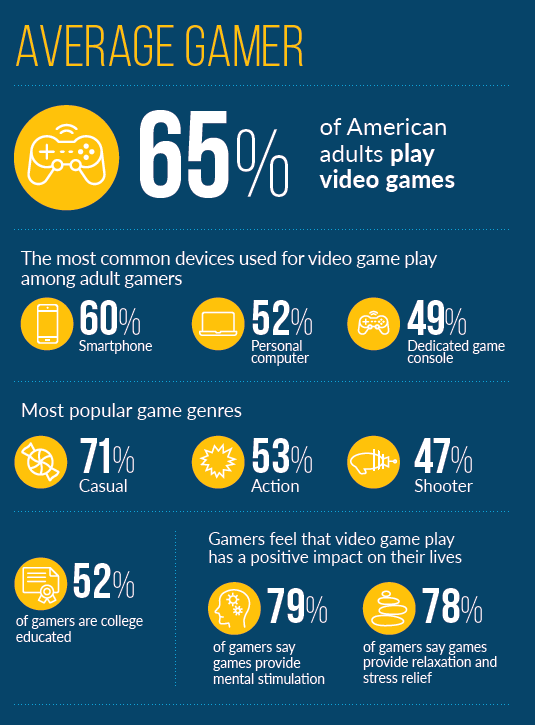 AVERAGE GAMER
65%
of American
adults play
video games
The most common devices used for video game play
among adult gamers
60%
Smartphone
52%
Personal
computer
49%
Dedicated game
console
Most popular game genres
71%
Casual
53%
Action
47%
Shooter
52%
of gamers are college
educated
Gamers feel that video game play
has a positive impact on their lives
79%
of gamers say
games provide
mental stimulation
78%
of gamers say games
provide relaxation and
stress relief